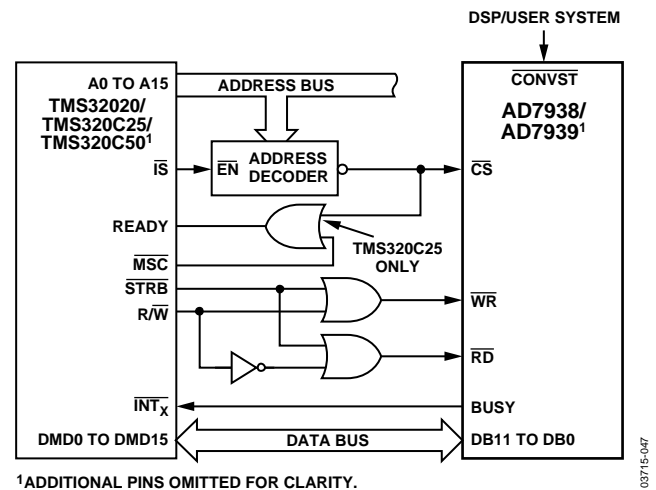 DSP/USER SYSTEM
A0 TO A15
ADDRESS BUS
CONVST
TMS32020/
TMS320C25/
TMS320C501
AD7938/
AD79391
IS
EN
ADDRESS
DECODER
CS
READY
TMS320C25
ONLY
MSC
STRB
R/W
WR
RD
INTX
BUSY
DMD0 TO DMD15
DATA BUS
DB11 TO DB0
1ADDITIONAL PINS OMITTED FOR CLARITY.
03715-047